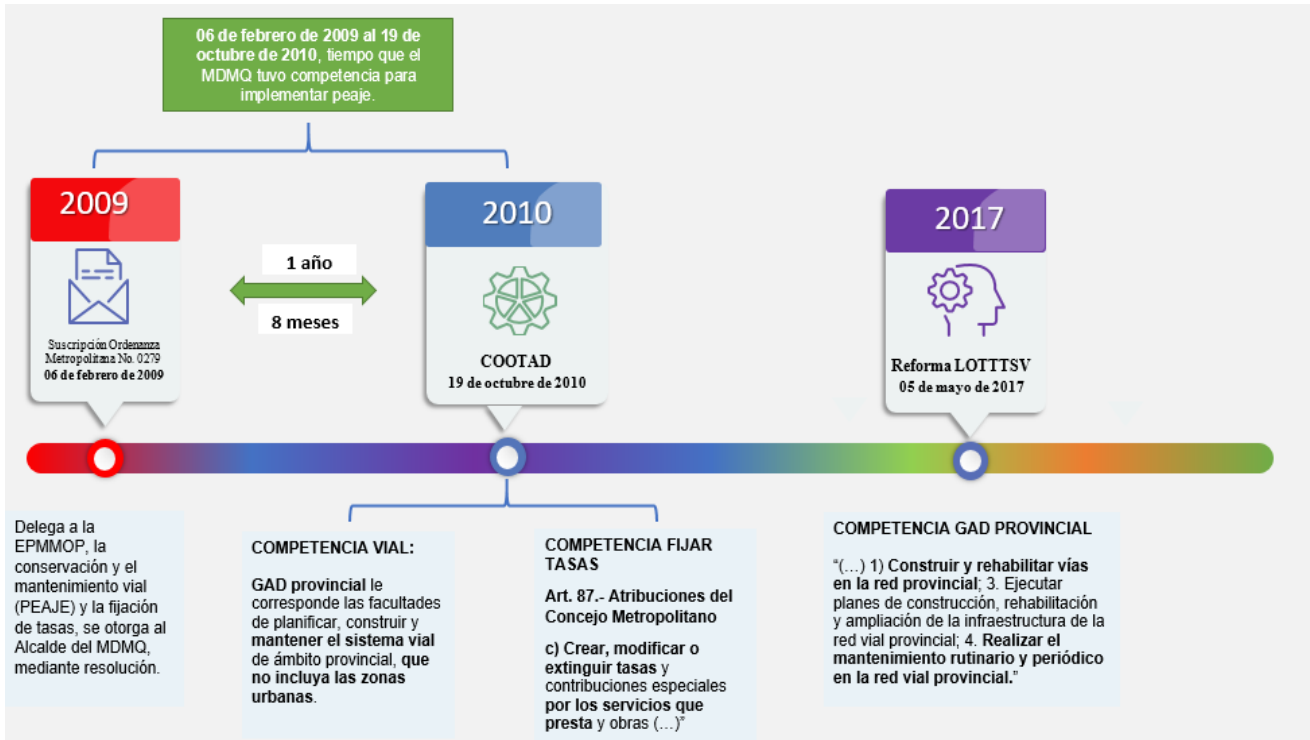 06 de febrero de 2009 al 19 de
octubre de 2010, tiempo que el
MDMQ tuvo competencia para
implementar peaje.
2009
Suscripción Ordenanza
Metropolitana No. 0279
06 de febrero de 2009
1 año
8 meses
2010
COOTAD
19 de octubre de 2010
2017
Reforma LOTTTSV
05 de mayo de 2017
Delega a la
EPMMOP, la
conservación y el
mantenimiento vial
(PEAJE) y la fijación
de tasas, se otorga al
Alcalde del MDMQ,
mediante resolución.
COMPETENCIA VIAL:
GAD provincial le
corresponde las facultades
de planificar, construir y
mantener el sistema vial
de ámbito provincial, que
no incluya las zonas
urbanas.
COMPETENCIA FIJAR
TASAS
Art. 87.- Atribuciones del
Concejo Metropolitano
c) Crear, modificar o
extinguir tasas y
contribuciones especiales
por los servicios que
presta y obras (…)”
COMPETENCIA GAD PROVINCIAL
“(…) 1) Construir y rehabilitar vías
en la red provincial; 3. Ejecutar
planes de construcción, rehabilitación
y ampliación de la infraestructura de la
red vial provincial; 4. Realizar el
mantenimiento rutinario y periódico
en la red vial provincial.”